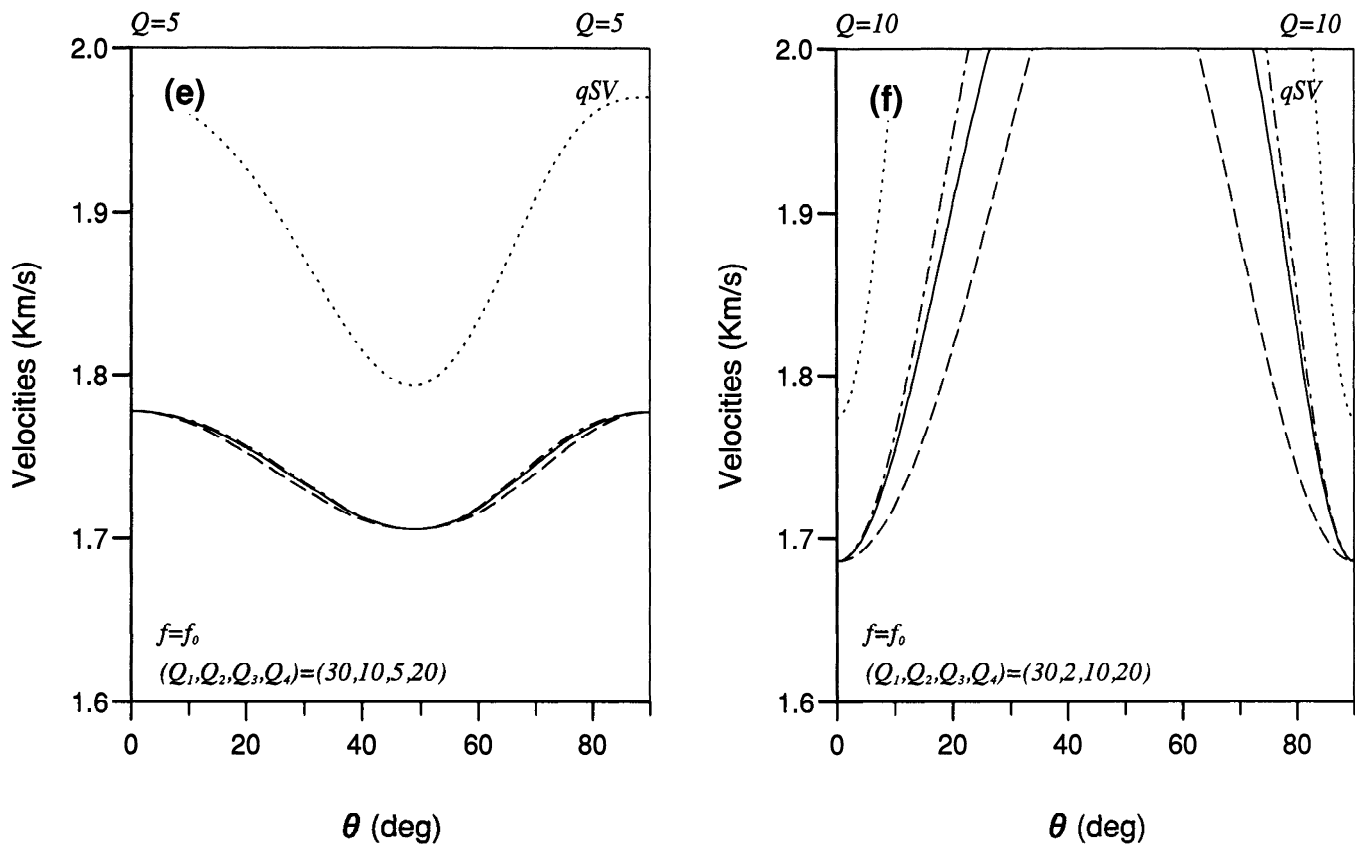 Q=5 Q=5
2.0
(e) qSV
1.9
1.8
1.7
f=f₀
(Q₁,Q₂,Q₃,Q₄)=(30,10,5,20)
1.6
0 20 40 60 80
θ (deg)
Velocities (Km/s)
Q=10 Q=10
2.0
(f) qSV
1.9
1.8
1.7
f=f₀
(Q₁,Q₂,Q₃,Q₄)=(30,2,10,20)
1.6
0 20 40 60 80
θ (deg)
Velocities (Km/s)